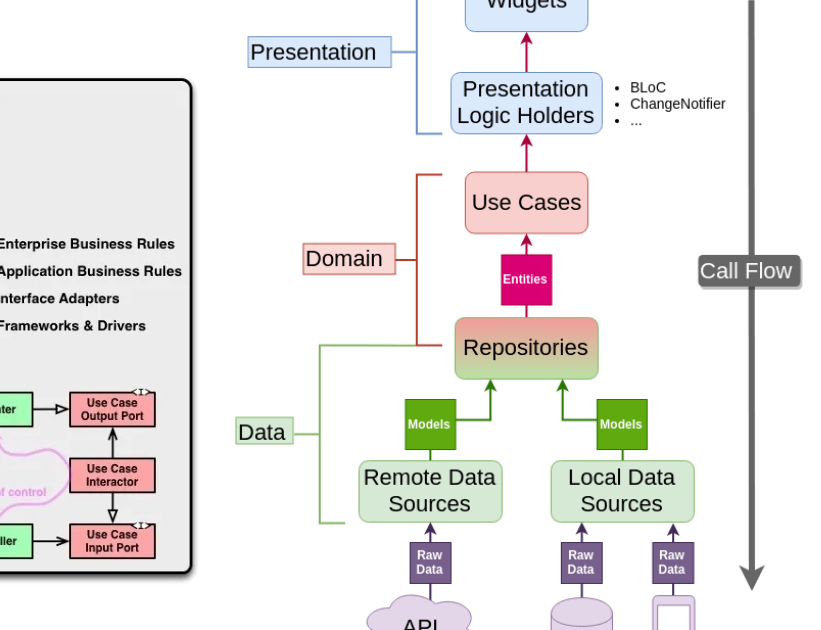 Widgets
Presentation
Presentation
Logic Holders
• BLoC
• ChangeNotifier
• ...
Use Cases
Domain
Entities
Call Flow
Repositories
Data
Models
Models
Remote Data
Sources
Local Data
Sources
Raw
Data
Raw
Data
Raw
Data
API
Enterprise Business Rules
Application Business Rules
nterface Adapters
Frameworks & Drivers
ter
Use Case
Output Port
<I>
Use Case
Interactor
f control
ller
Use Case
Input Port
<I>